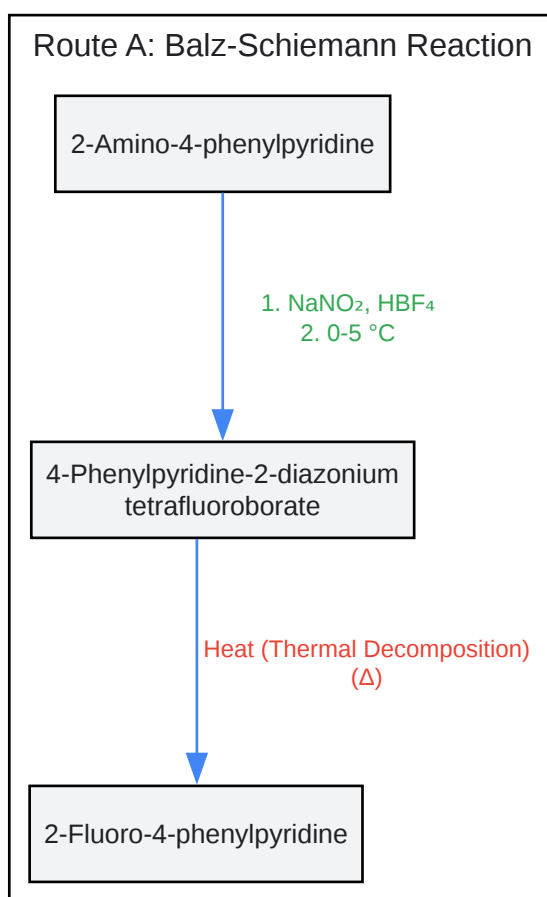 Route A: Balz-Schiemann Reaction
2-Amino-4-phenylpyridine
1. NaNO₂, HBF₄
2. 0-5 °C
4-Phenylpyridine-2-diazonium
tetrafluoroborate
Heat (Thermal Decomposition)
(Δ)
2-Fluoro-4-phenylpyridine